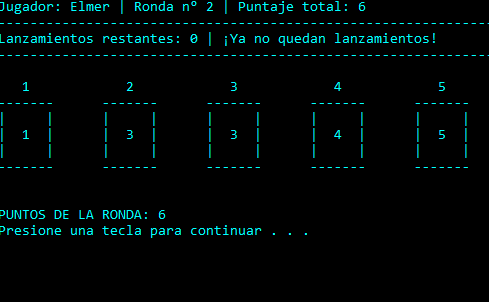 Jugador: Elmer | Ronda nº 2 | Puntaje total: 6
Lanzamientos restantes: 0 | ¡Ya no quedan lanzamientos!
1 2 3 4 5
1 3 3 4 5
PUNTOS DE LA RONDA: 6
Presione una tecla para continuar . . .